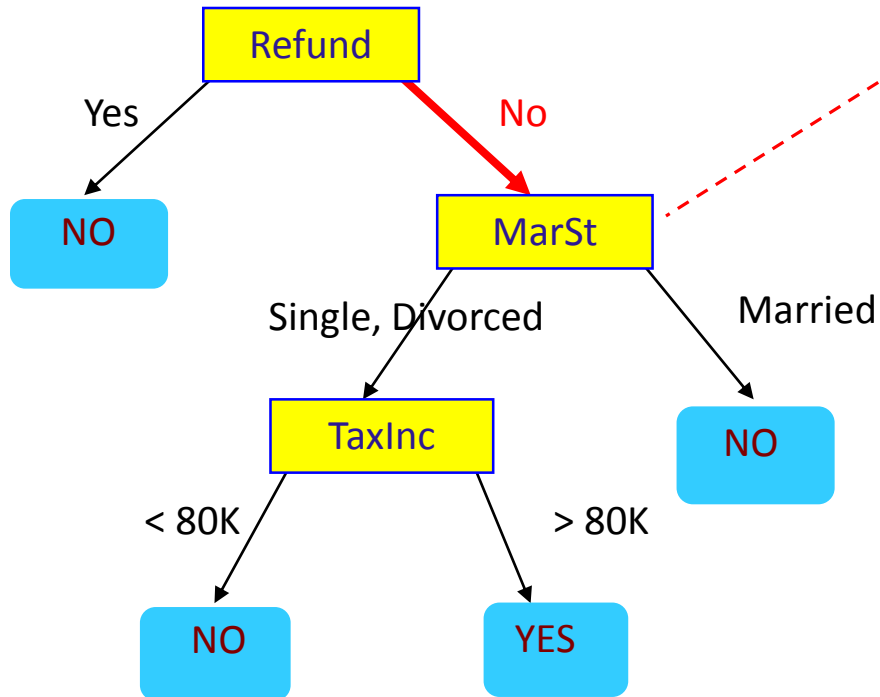 Refund
Yes
No
NO
MarSt
Single, Divorced
Married
TaxInc
NO
< 80K
> 80K
NO
YES